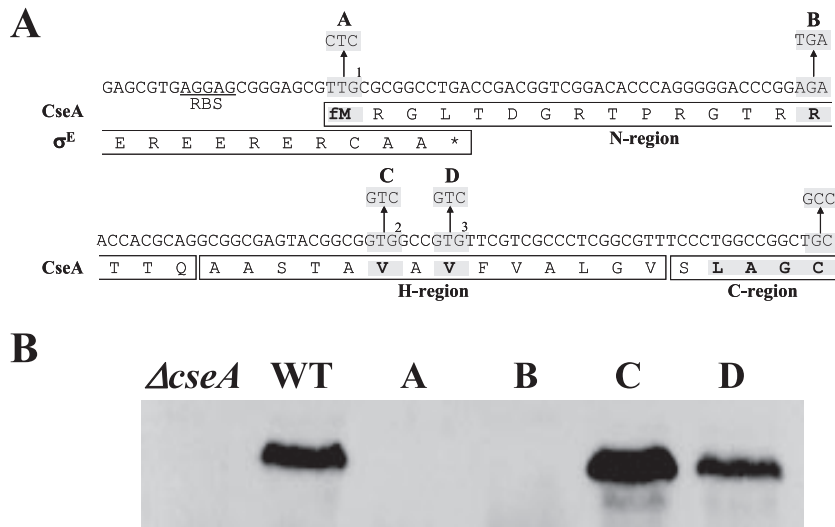 A
A B
CTC TGA
1
GAGCGTGAGGAGCGGGAGCGTTGCGCGGCCTGACCGACGGTCGGACACCCAGGGGGACCCGGAGA
RBS
CseA fM R G L T D G R T P R G T R R
σE E R E E R E R C A A * N-region
C D
GTC GTC GCC
2 3
ACCACGCAGGCGGCGAGTACGGCGGTGGCCGTGTTCGTCGCCCTCGGCGTTTCCCTGGCCGGCTGC
CseA T T Q A A S T A V A V F V A L G V S L A G C
H-region C-region
B
ΔcseA WT A B C D